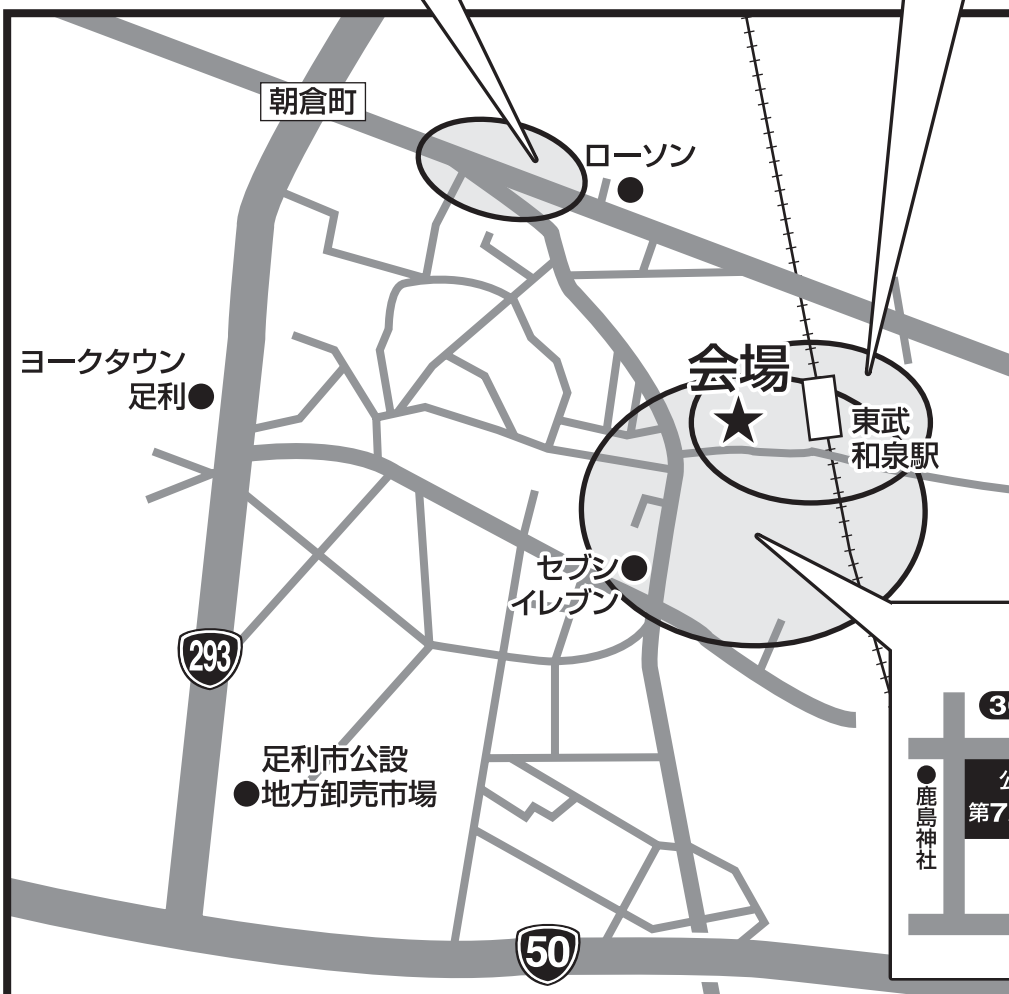 朝倉町
ローソン
ヨークタウン
足利
会場
東武
和泉駅
セブン
イレブン
293
足利市公設
地方卸売市場
50
鹿島神社
第7